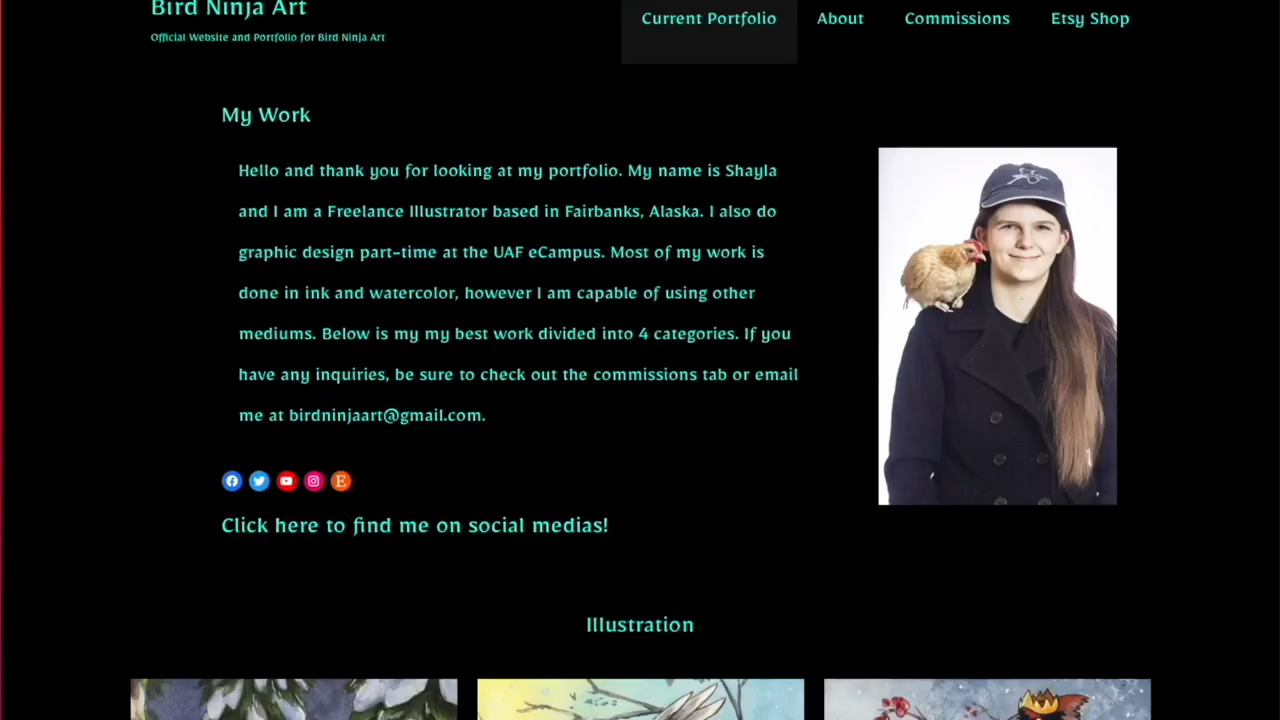 Bird Ninja Art
Official Website and Portfolio for Bird Ninja Art
Current Portfolio
About
Commissions
Etsy Shop
My Work
Hello and thank you for looking at my portfolio. My name is Shayla
and I am a Freelance Illustrator based in Fairbanks, Alaska. I also do
graphic design part-time at the UAF eCampus. Most of my work is
done in ink and watercolor, however I am capable of using other
mediums. Below is my my best work divided into 4 categories. If you
have any inquiries, be sure to check out the commissions tab or email
me at birdninjaart@gmail.com.
E
Click here to find me on social medias!
Illustration